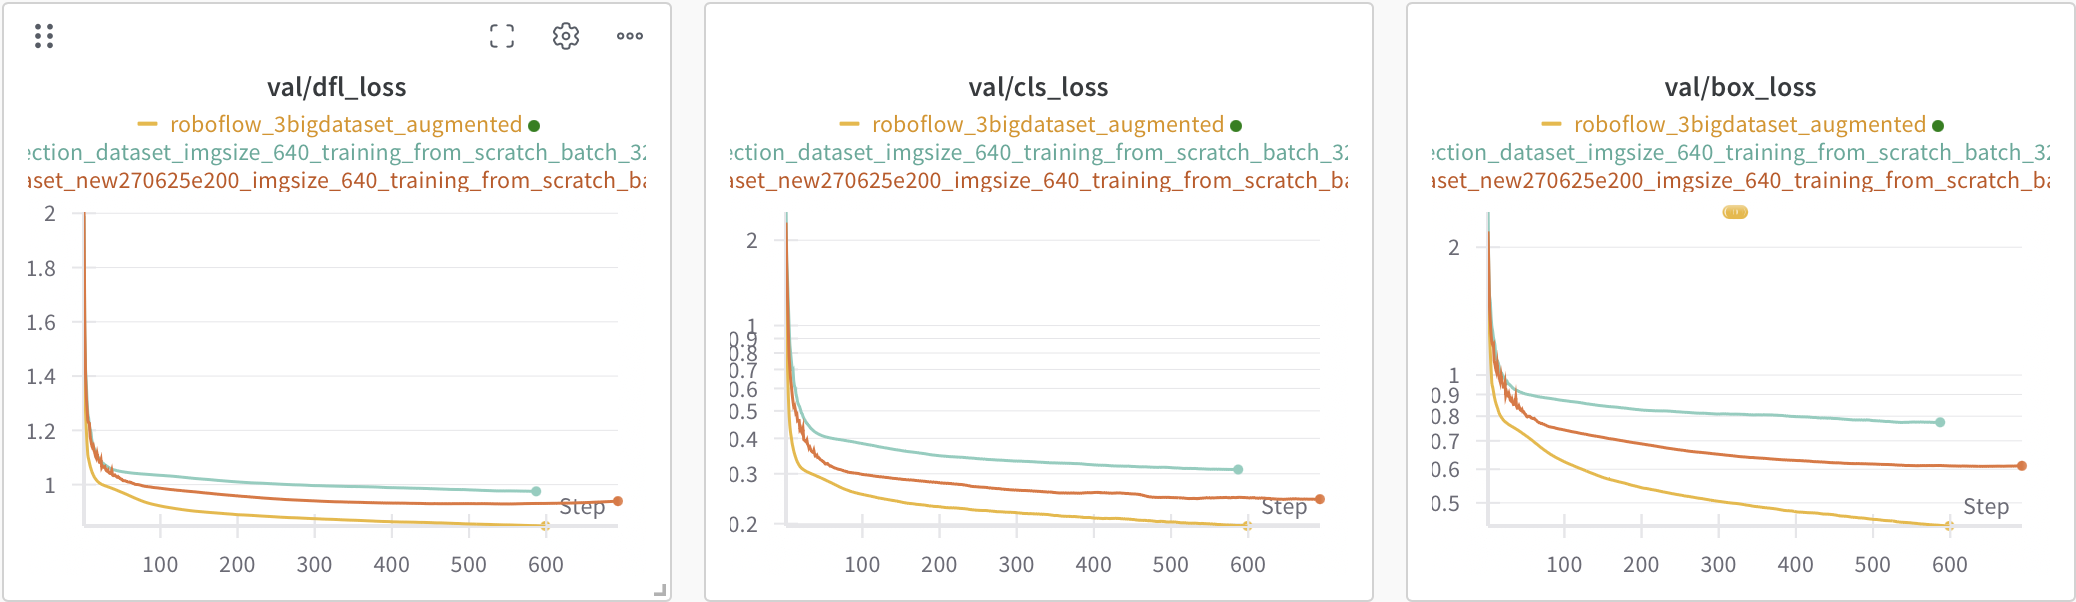 val/dfl_loss
roboflow_3bigdataset_augmented
ection_dataset_imgsize_640_training_from_scratch_batch_32
aset_new270625e200_imgsize_640_training_from_scratch_ba
2
1.8
1.6
1.4
1.2
1
Step
100 200 300 400 500 600
val/cls_loss
roboflow_3bigdataset_augmented
ection_dataset_imgsize_640_training_from_scratch_batch_32
aset_new270625e200_imgsize_640_training_from_scratch_ba
2
1
0.9
0.8
0.7
0.6
0.5
0.4
0.3
0.2
Step
100 200 300 400 500 600
val/box_loss
roboflow_3bigdataset_augmented
ection_dataset_imgsize_640_training_from_scratch_batch_32
aset_new270625e200_imgsize_640_training_from_scratch_ba
2
1
0.9
0.8
0.7
0.6
0.5
Step
100 200 300 400 500 600